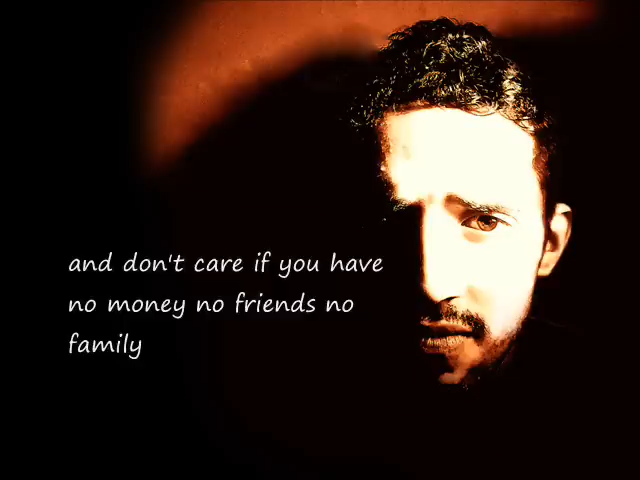 and don't care if you have
no money no friends no
family